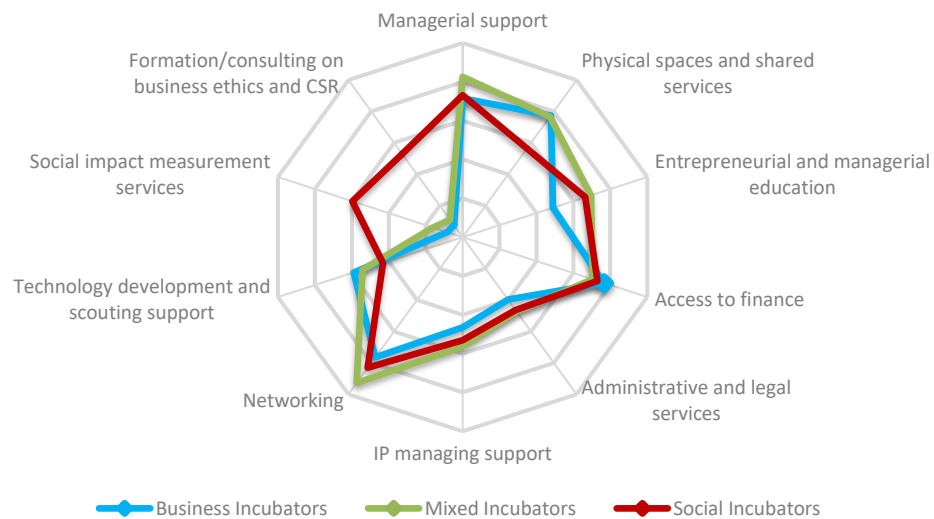 Managerial support
Formation/consulting on
business ethics and CSR
Physical spaces and shared
services
Social impact measurement
services
Entrepreneurial and managerial
education
Technology development and
scouting support
Access to finance
Networking
Administrative and legal
services
IP managing support
Business Incubators
Mixed Incubators
Social Incubators